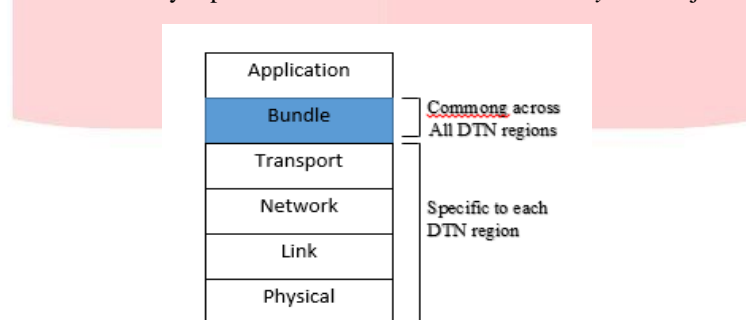 Application
Bundle
Commong across
All DTN regions
Transport
Network
Specific to each
DTN region
Link
Physical